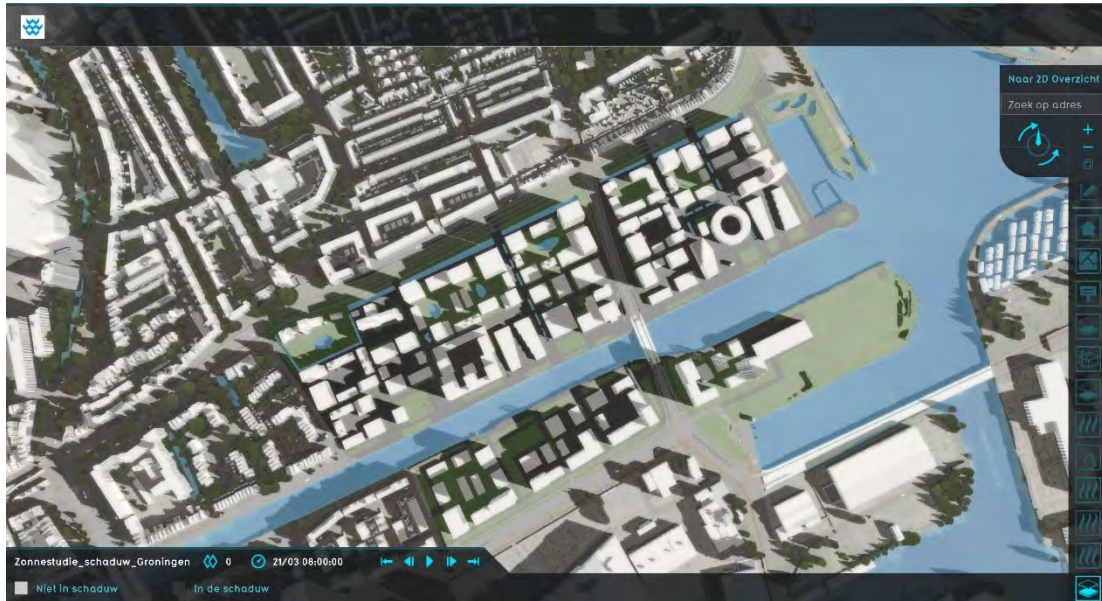 Naar 2D Overzicht
Zoek op adres
Zonnestudie_schaduw_Groningen 0 21/03 08:00:00
Niet in schaduw In de schaduw